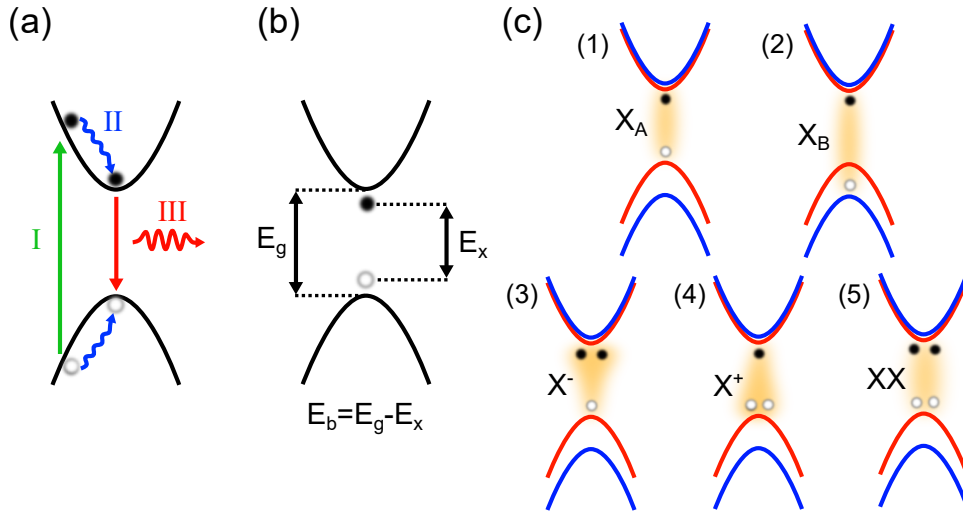 (a)
I
II
III
(b)
E_g
E_x
E_b=E_g-E_x
(c)
(1)
X_A
(2)
X_B
(3)
X^-
(4)
X^+
(5)
XX